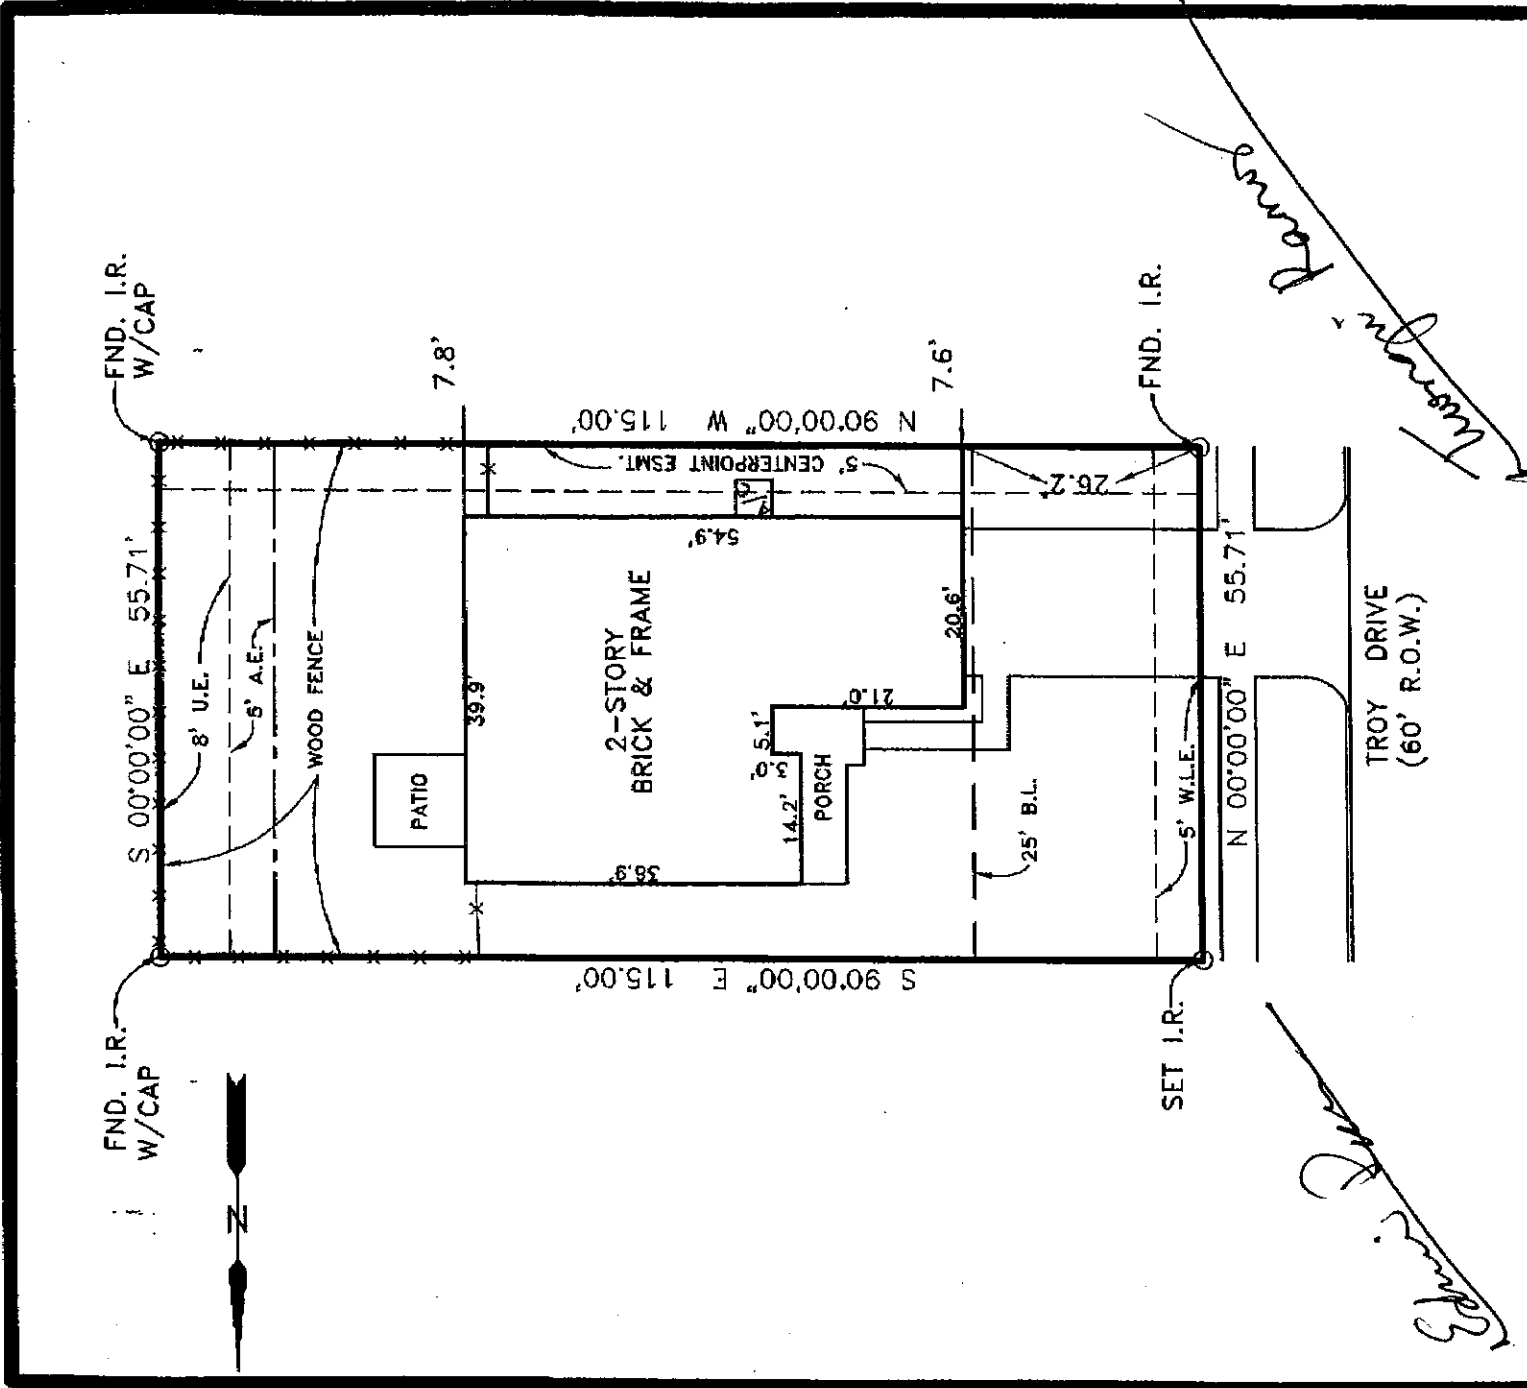 FND. I.R.
W/CAP
FND. I.R.
W/CAP
S 00°00'00" E 55.71'
8' U.E.
5' A.E.
WOOD FENCE
7.8'
N 90°00'00" W 115.00'
5' CENTERPOINT ESMT.
A/C
54.9'
39.9'
PATIO
2-STORY
BRICK & FRAME
20.6'
21.0'
5.1'
3.0'
14.2'
PORCH
38.9'
7.6'
26.2'
25' B.L.
5' W.L.E.
S 90°00'00" E 115.00'
FND. I.R.
SET I.R.
N 00°00'00" E 55.71'
TROY DRIVE
(60' R.O.W.)
N